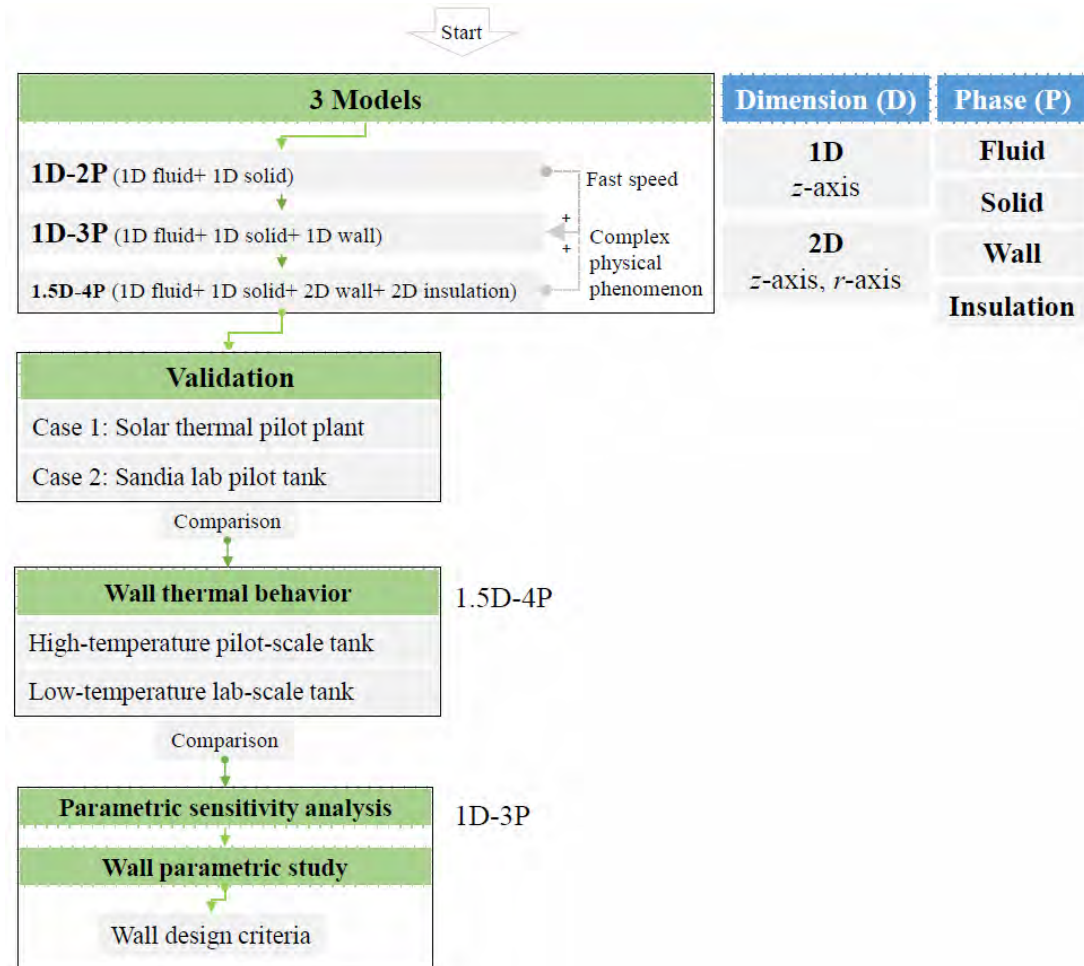 Start
3 Models
1D-2P (1D fluid+ 1D solid)
1D-3P (1D fluid+ 1D solid+ 1D wall)
1.5D-4P (1D fluid+ 1D solid+ 2D wall+ 2D insulation)
Fast speed
+
+
Complex
physical
phenomenon
Dimension (D)
1D
z-axis
2D
z-axis, r-axis
Phase (P)
Fluid
Solid
Wall
Insulation
Validation
Case 1: Solar thermal pilot plant
Case 2: Sandia lab pilot tank
Comparison
Wall thermal behavior
1.5D-4P
High-temperature pilot-scale tank
Low-temperature lab-scale tank
Comparison
Parametric sensitivity analysis
1D-3P
Wall parametric study
Wall design criteria